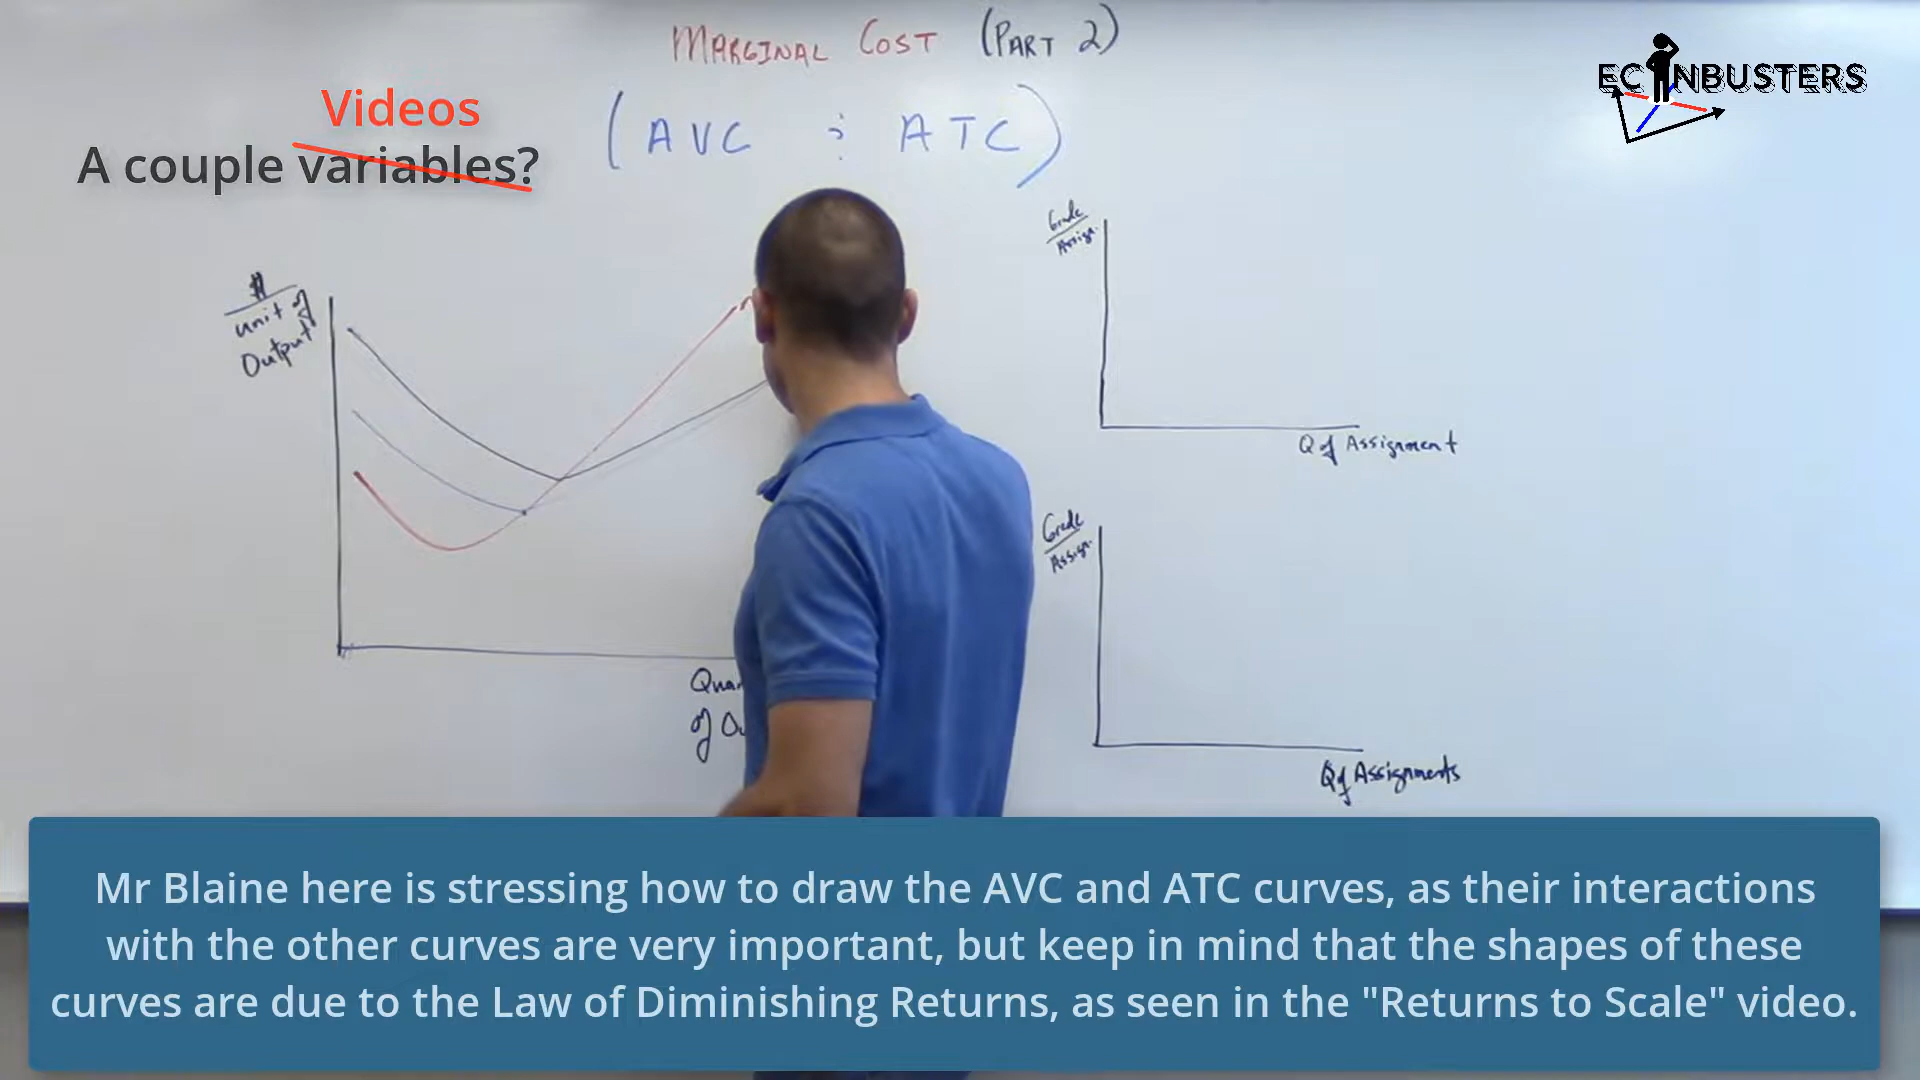 MARGINAL COST (PART 2)
ECONBUSTERS
Videos
A couple variables?
(AVC : ATC)
$
unit of
Output
Grade
Assign.
Q of Assignment
Grade
Assign.
Q of Assignments
Mr Blaine here is stressing how to draw the AVC and ATC curves, as their interactions
with the other curves are very important, but keep in mind that the shapes of these
curves are due to the Law of Diminishing Returns, as seen in the "Returns to Scale" video.